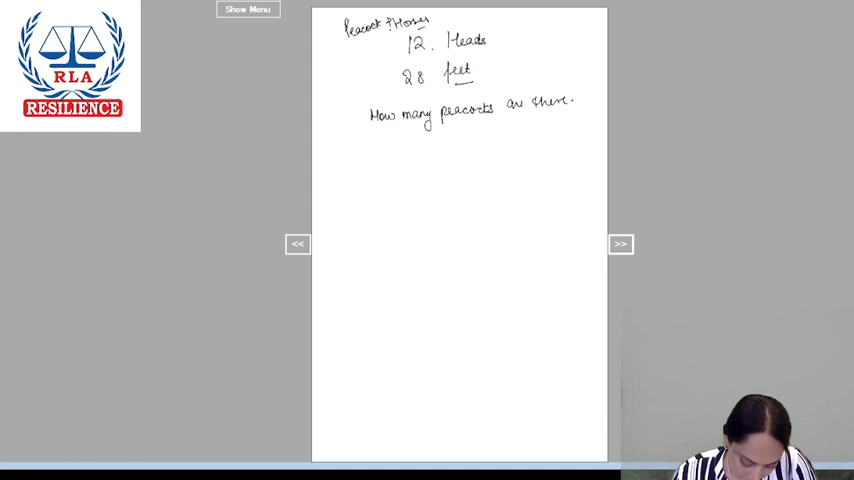 Show Menu
RLA
RESILIENCE
Peacock & Horses
12. Heads
28 feet
How many peacocks are there.
<<
>>